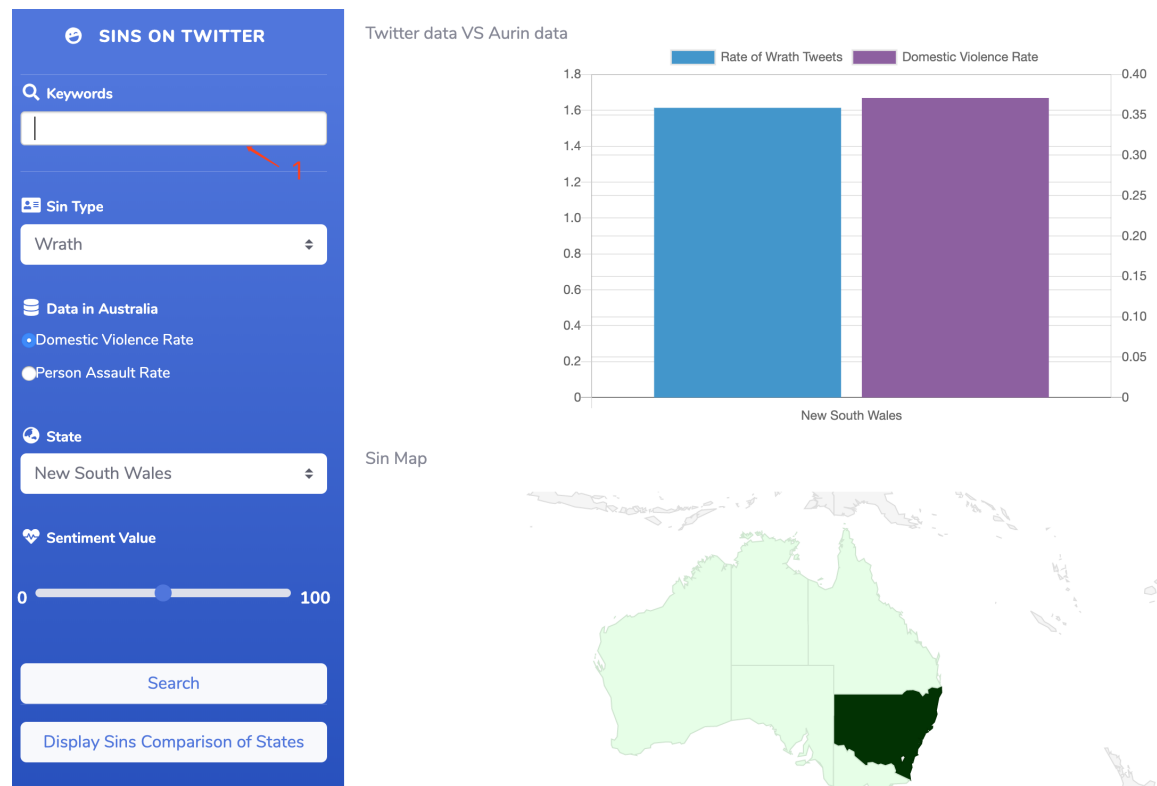 SINS ON TWITTER
Keywords
1
Sin Type
Wrath
Data in Australia
Domestic Violence Rate
Person Assault Rate
State
New South Wales
Sentiment Value
0
100
Search
Display Sins Comparison of States
Twitter data VS Aurin data
Rate of Wrath Tweets Domestic Violence Rate
1.8 0.40
1.6 0.35
1.4 0.30
1.2 0.25
1.0 0.20
0.8 0.15
0.6 0.10
0.4 0.05
0.2
0 0
New South Wales
Sin Map